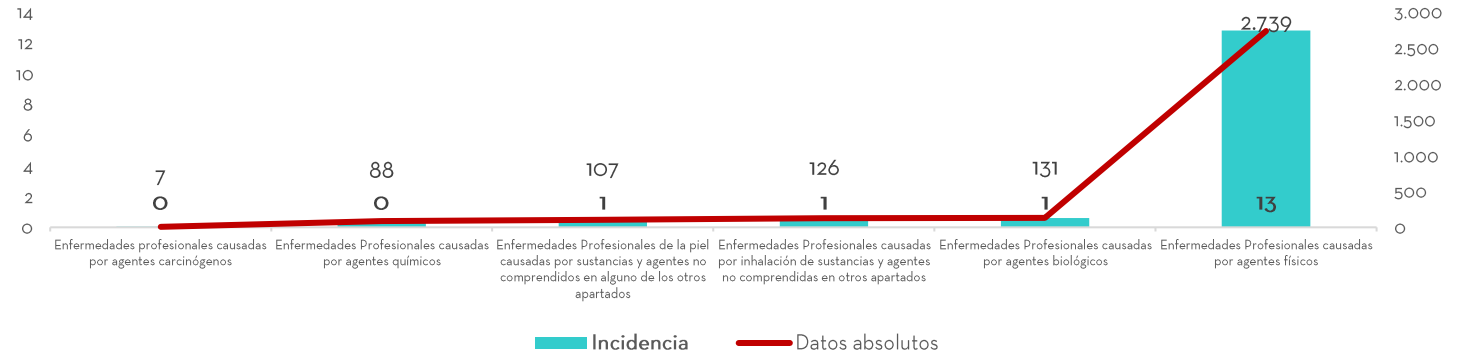 14
12
10
8
6
4
2
0
3.000
2.500
2.000
1.500
1.000
500
0
7
88
107
126
131
2.739
0
0
1
1
1
13
Enfermedades profesionales causadas
por agentes carcinógenos
Enfermedades Profesionales causadas
por agentes químicos
Enfermedades Profesionales de la piel
causadas por sustancias y agentes no
comprendidos en alguno de los otros
apartados
Enfermedades Profesionales causadas
por inhalación de sustancias y agentes
no comprendidas en otros apartados
Enfermedades Profesionales causadas
por agentes biológicos
Enfermedades Profesionales causadas
por agentes físicos
Incidencia
Datos absolutos